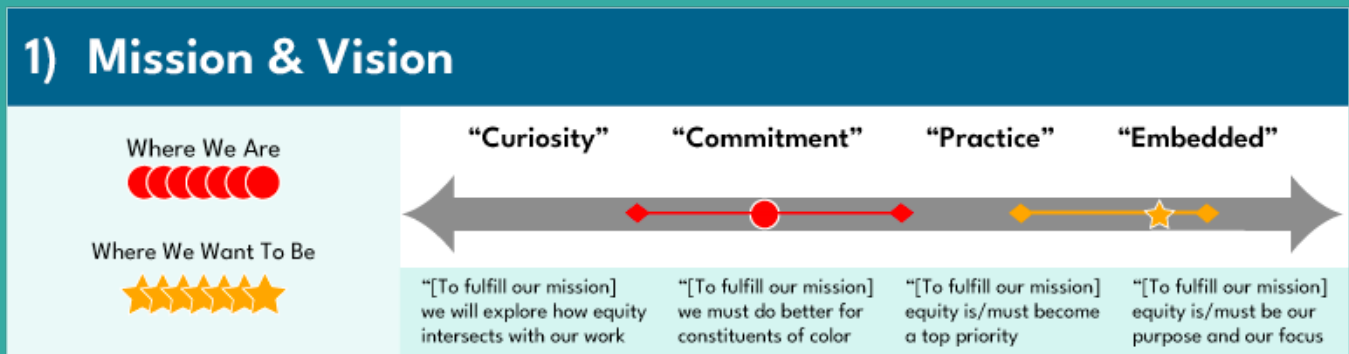 1) Mission & Vision
Where We Are
Where We Want To Be
“Curiosity” “Commitment” “Practice” “Embedded”
“[To fulfill our mission]
we will explore how equity
intersects with our work
“[To fulfill our mission]
we must do better for
constituents of color
“[To fulfill our mission]
equity is/must become
a top priority
“[To fulfill our mission]
equity is/must be our
purpose and our focus